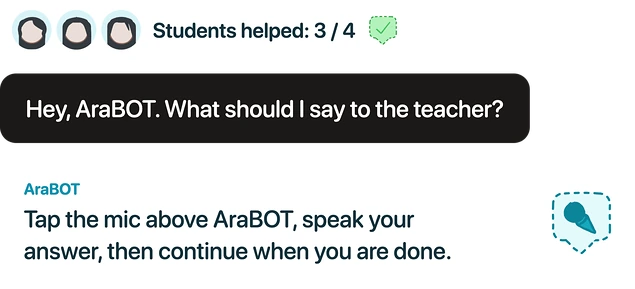 Students helped: 3 / 4
Hey, AraBOT. What should I say to the teacher?
AraBOT
Tap the mic above AraBOT, speak your
answer, then continue when you are done.